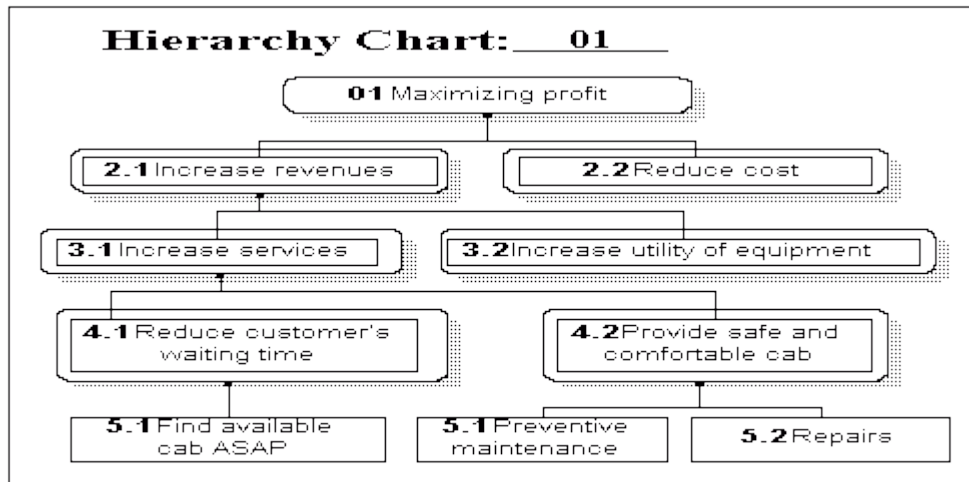 Hierarchy Chart: 01
01 Maximizing profit
2.1 Increase revenues
2.2 Reduce cost
3.1 Increase services
3.2 Increase utility of equipment
4.1 Reduce customer's
waiting time
4.2 Provide safe and
comfortable cab
5.1 Find available
cab ASAP
5.1 Preventive
maintenance
5.2 Repairs